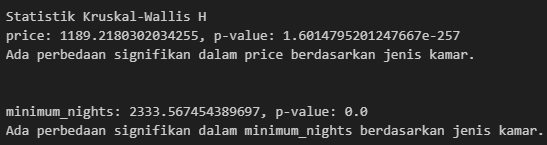 Statistik Kruskal-Wallis H
price: 1189.2180302034255, p-value: 1.6014795201247667e-257
Ada perbedaan signifikan dalam price berdasarkan jenis kamar.
minimum_nights: 2333.567454389697, p-value: 0.0
Ada perbedaan signifikan dalam minimum_nights berdasarkan jenis kamar.